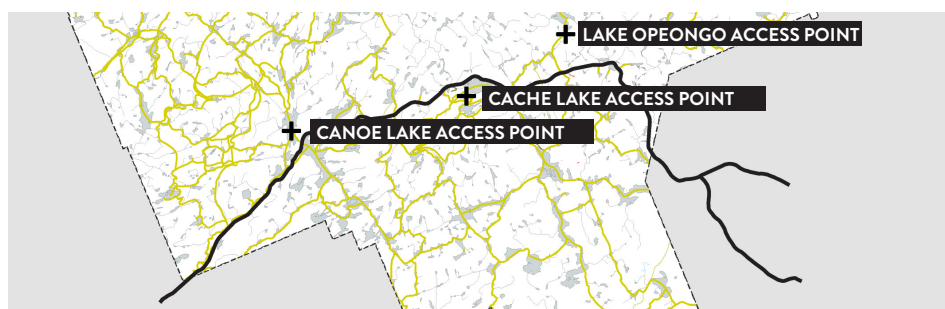 LAKE OPEONGO ACCESS POINT
CACHE LAKE ACCESS POINT
CANOE LAKE ACCESS POINT